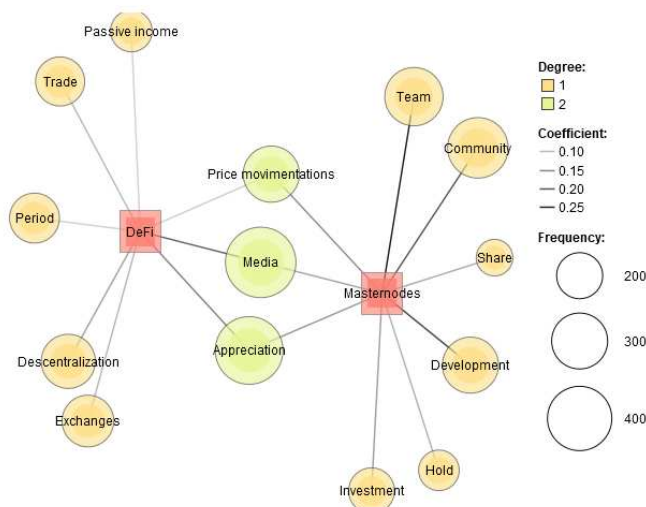 Passive income
Trade
Team
Community
Price movimentations
Period
DeFi
Media
Share
Masternodes
Appreciation
Descentralization
Development
Exchanges
Hold
Investment
Degree:
1
2
Coefficient:
0.10
0.15
0.20
0.25
Frequency:
200
300
400